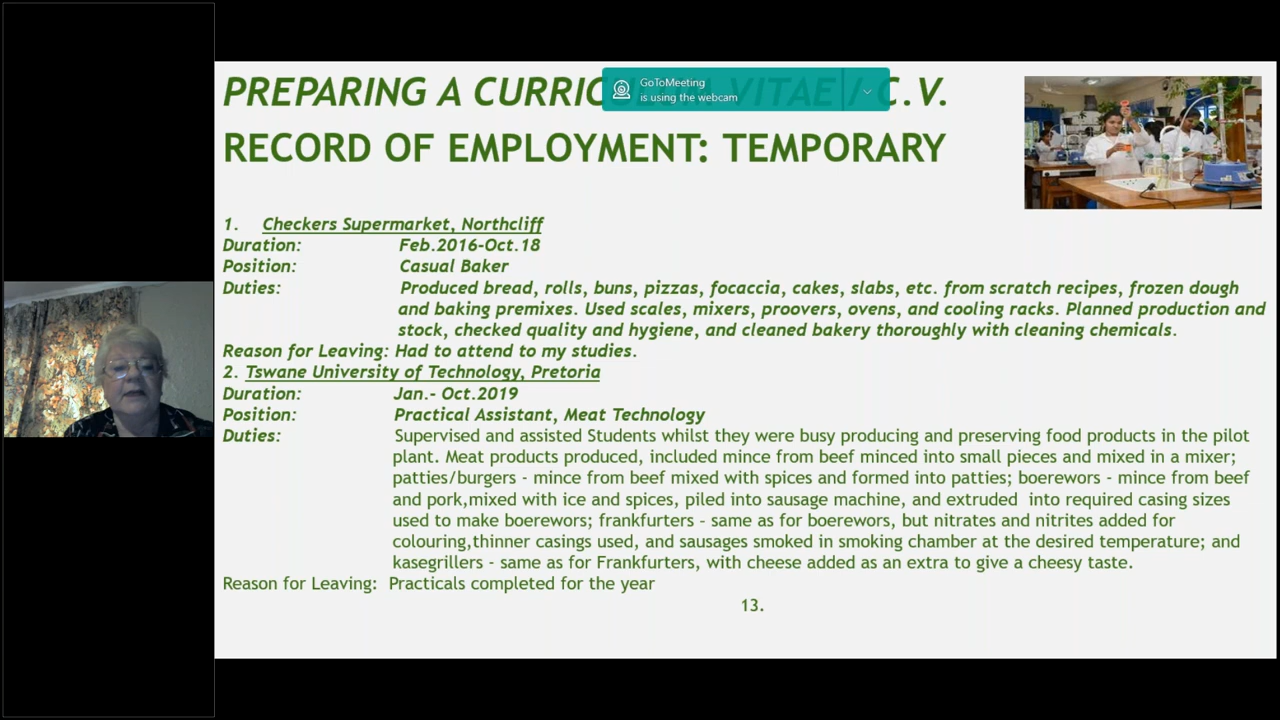 PREPARING A CURRIC VITAE / C.V.
GoToMeeting
is using the webcam
RECORD OF EMPLOYMENT: TEMPORARY
1. Checkers Supermarket, Northcliff
Duration: Feb.2016-Oct.18
Position: Casual Baker
Duties: Produced bread, rolls, buns, pizzas, focaccia, cakes, slabs, etc. from scratch recipes, frozen dough
and baking premixes. Used scales, mixers, proovers, ovens, and cooling racks. Planned production and
stock, checked quality and hygiene, and cleaned bakery thoroughly with cleaning chemicals.
Reason for Leaving: Had to attend to my studies.
2. Tswane University of Technology, Pretoria
Duration: Jan.- Oct.2019
Position: Practical Assistant, Meat Technology
Duties: Supervised and assisted Students whilst they were busy producing and preserving food products in the pilot
plant. Meat products produced, included mince from beef minced into small pieces and mixed in a mixer;
patties/burgers - mince from beef mixed with spices and formed into patties; boerewors - mince from beef
and pork,mixed with ice and spices, piled into sausage machine, and extruded into required casing sizes
used to make boerewors; frankfurters - same as for boerewors, but nitrates and nitrites added for
colouring,thinner casings used, and sausages smoked in smoking chamber at the desired temperature; and
kasegrillers - same as for Frankfurters, with cheese added as an extra to give a cheesy taste.
Reason for Leaving: Practicals completed for the year
13.